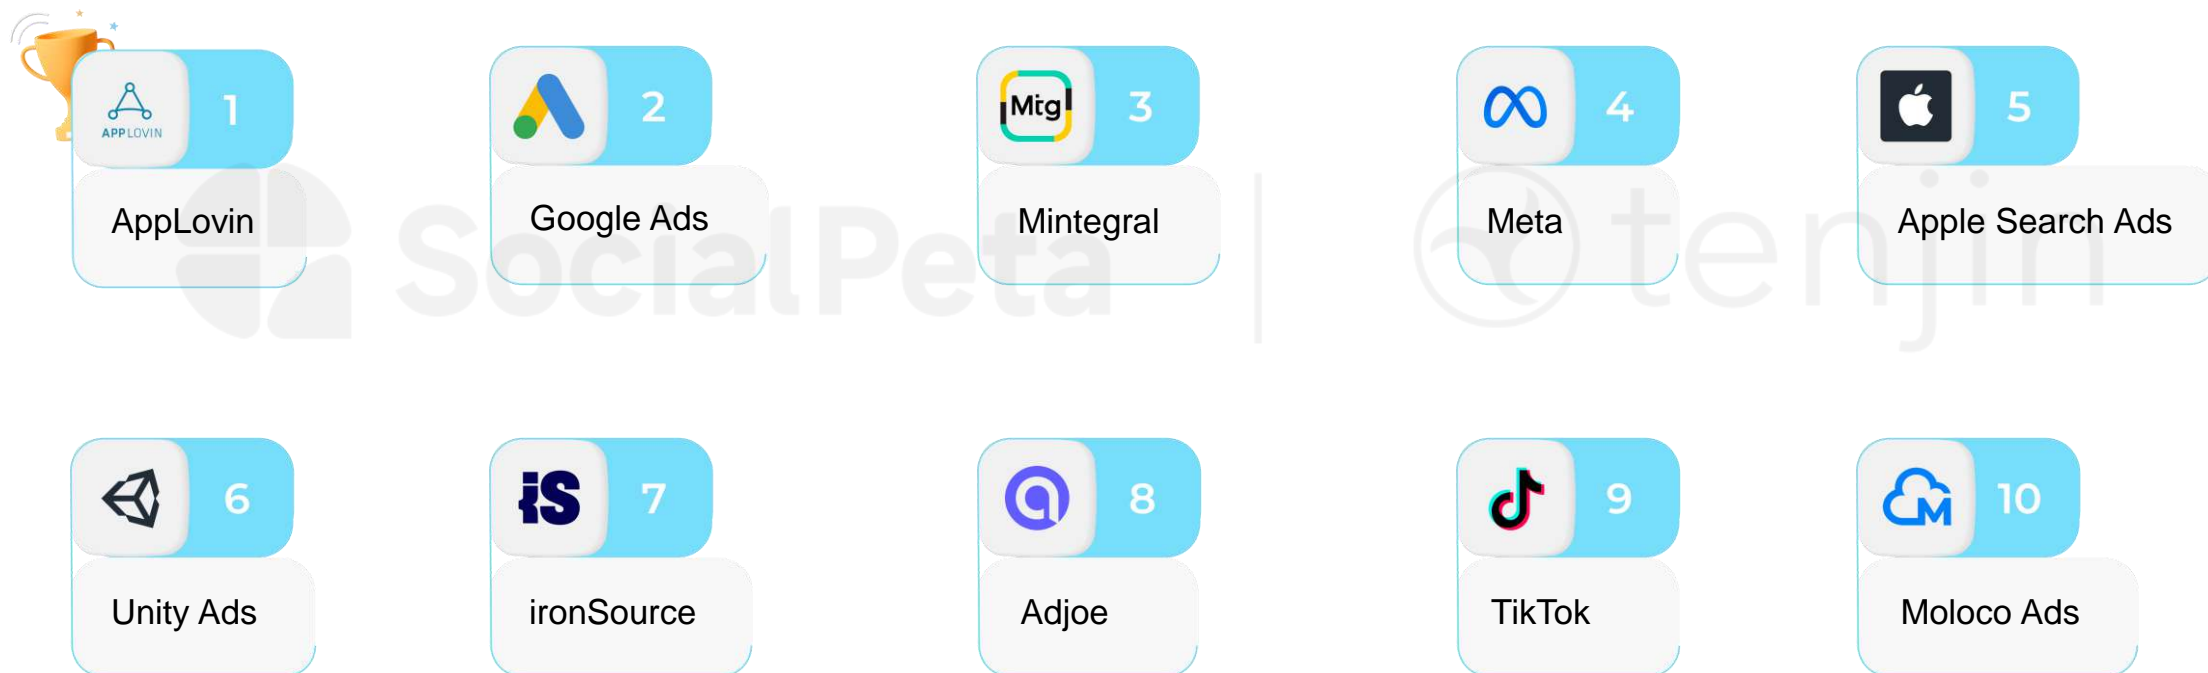 APPLOVIN
1
AppLovin
2
Google Ads
Mtg
3
Mintegral
4
Meta
5
Apple Search Ads
SocialPeta
tenjin
6
Unity Ads
iS
7
ironSource
8
Adjoe
9
TikTok
M
10
Moloco Ads